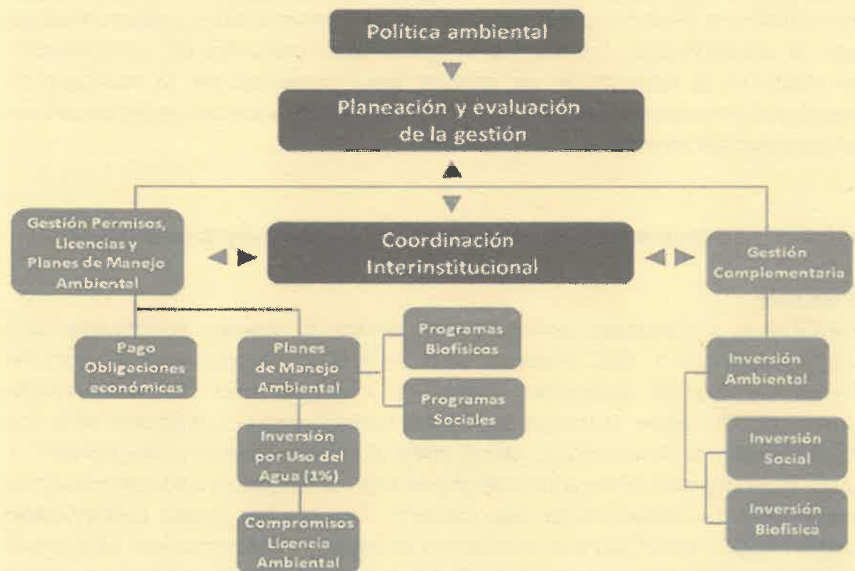 Política ambiental
Planeación y evaluación
de la gestión
Gestión Permisos,
Licencias y
Planes de Manejo
Ambiental
Coordinación
Interinstitucional
Gestión
Complementaria
Pago
Obligaciones
económicas
Planes
de Manejo
Ambiental
Programas
Biofísicos
Programas
Sociales
Inversión
por Uso del
Agua (1%)
Compromisos
Licencia
Ambiental
Inversión
Ambiental
Inversión
Social
Inversión
Biofísica